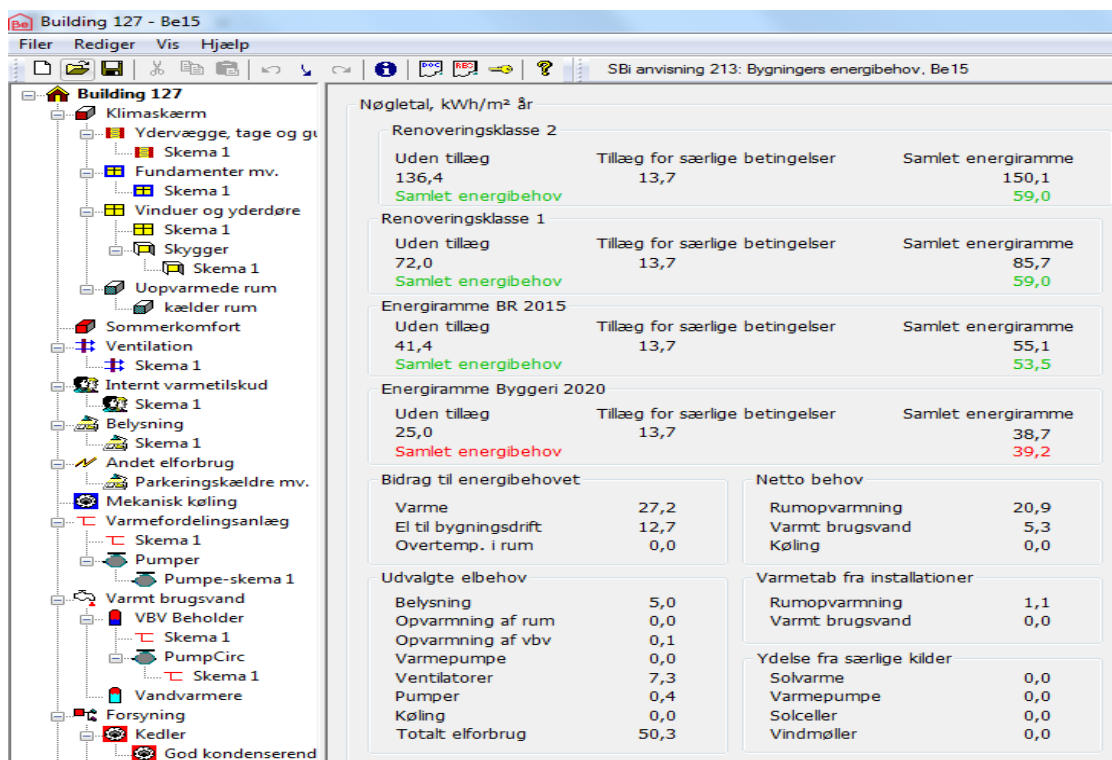 Building 127 - Be15
Filer Rediger Vis Hjælp
SBi anvisning 213: Bygningers energibehov, Be15
Building 127
Klimaskærm
Ydervægge, tage og gu
Skema 1
Fundamenter mv.
Skema 1
Vinduer og yderdøre
Skema 1
Skygger
Skema 1
Uopvarmede rum
kælder rum
Sommerkomfort
Ventilation
Skema 1
Internt varmetilskud
Skema 1
Belysning
Skema 1
Andet elforbrug
Parkeringskældre mv.
Mekanisk køling
Varmefordelingsanlæg
Skema 1
Pumper
Pumpe-skema 1
Varmt brugsvand
VBV Beholder
Skema 1
PumpCirc
Skema 1
Vandvarmere
Forsyning
Kedler
God kondenserend
Nøgletal, kWh/m² år
Renoveringsklasse 2
Uden tillæg Tillæg for særlige betingelser Samlet energiramme
136,4 13,7 150,1
Samlet energibehov 59,0
Renoveringsklasse 1
Uden tillæg Tillæg for særlige betingelser Samlet energiramme
72,0 13,7 85,7
Samlet energibehov 59,0
Energiramme BR 2015
Uden tillæg Tillæg for særlige betingelser Samlet energiramme
41,4 13,7 55,1
Samlet energibehov 53,5
Energiramme Byggeri 2020
Uden tillæg Tillæg for særlige betingelser Samlet energiramme
25,0 13,7 38,7
Samlet energibehov 39,2
Bidrag til energibehovet
Varme 27,2
El til bygningsdrift 12,7
Overtemp. i rum 0,0
Netto behov
Rumopvarmning 20,9
Varmt brugsvand 5,3
Køling 0,0
Udvalgte elbehov
Belysning 5,0
Opvarmning af rum 0,0
Opvarmning af vbv 0,1
Varmepumpe 0,0
Ventilatorer 7,3
Pumper 0,4
Køling 0,0
Totalt elforbrug 50,3
Varmetab fra installationer
Rumopvarmning 1,1
Varmt brugsvand 0,0
Ydelse fra særlige kilder
Solvarme 0,0
Varmepumpe 0,0
Solceller 0,0
Vindmøller 0,0